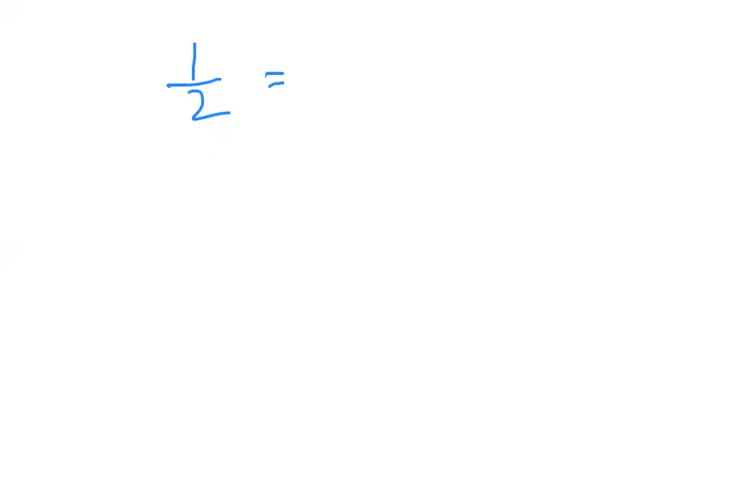 1/2 =